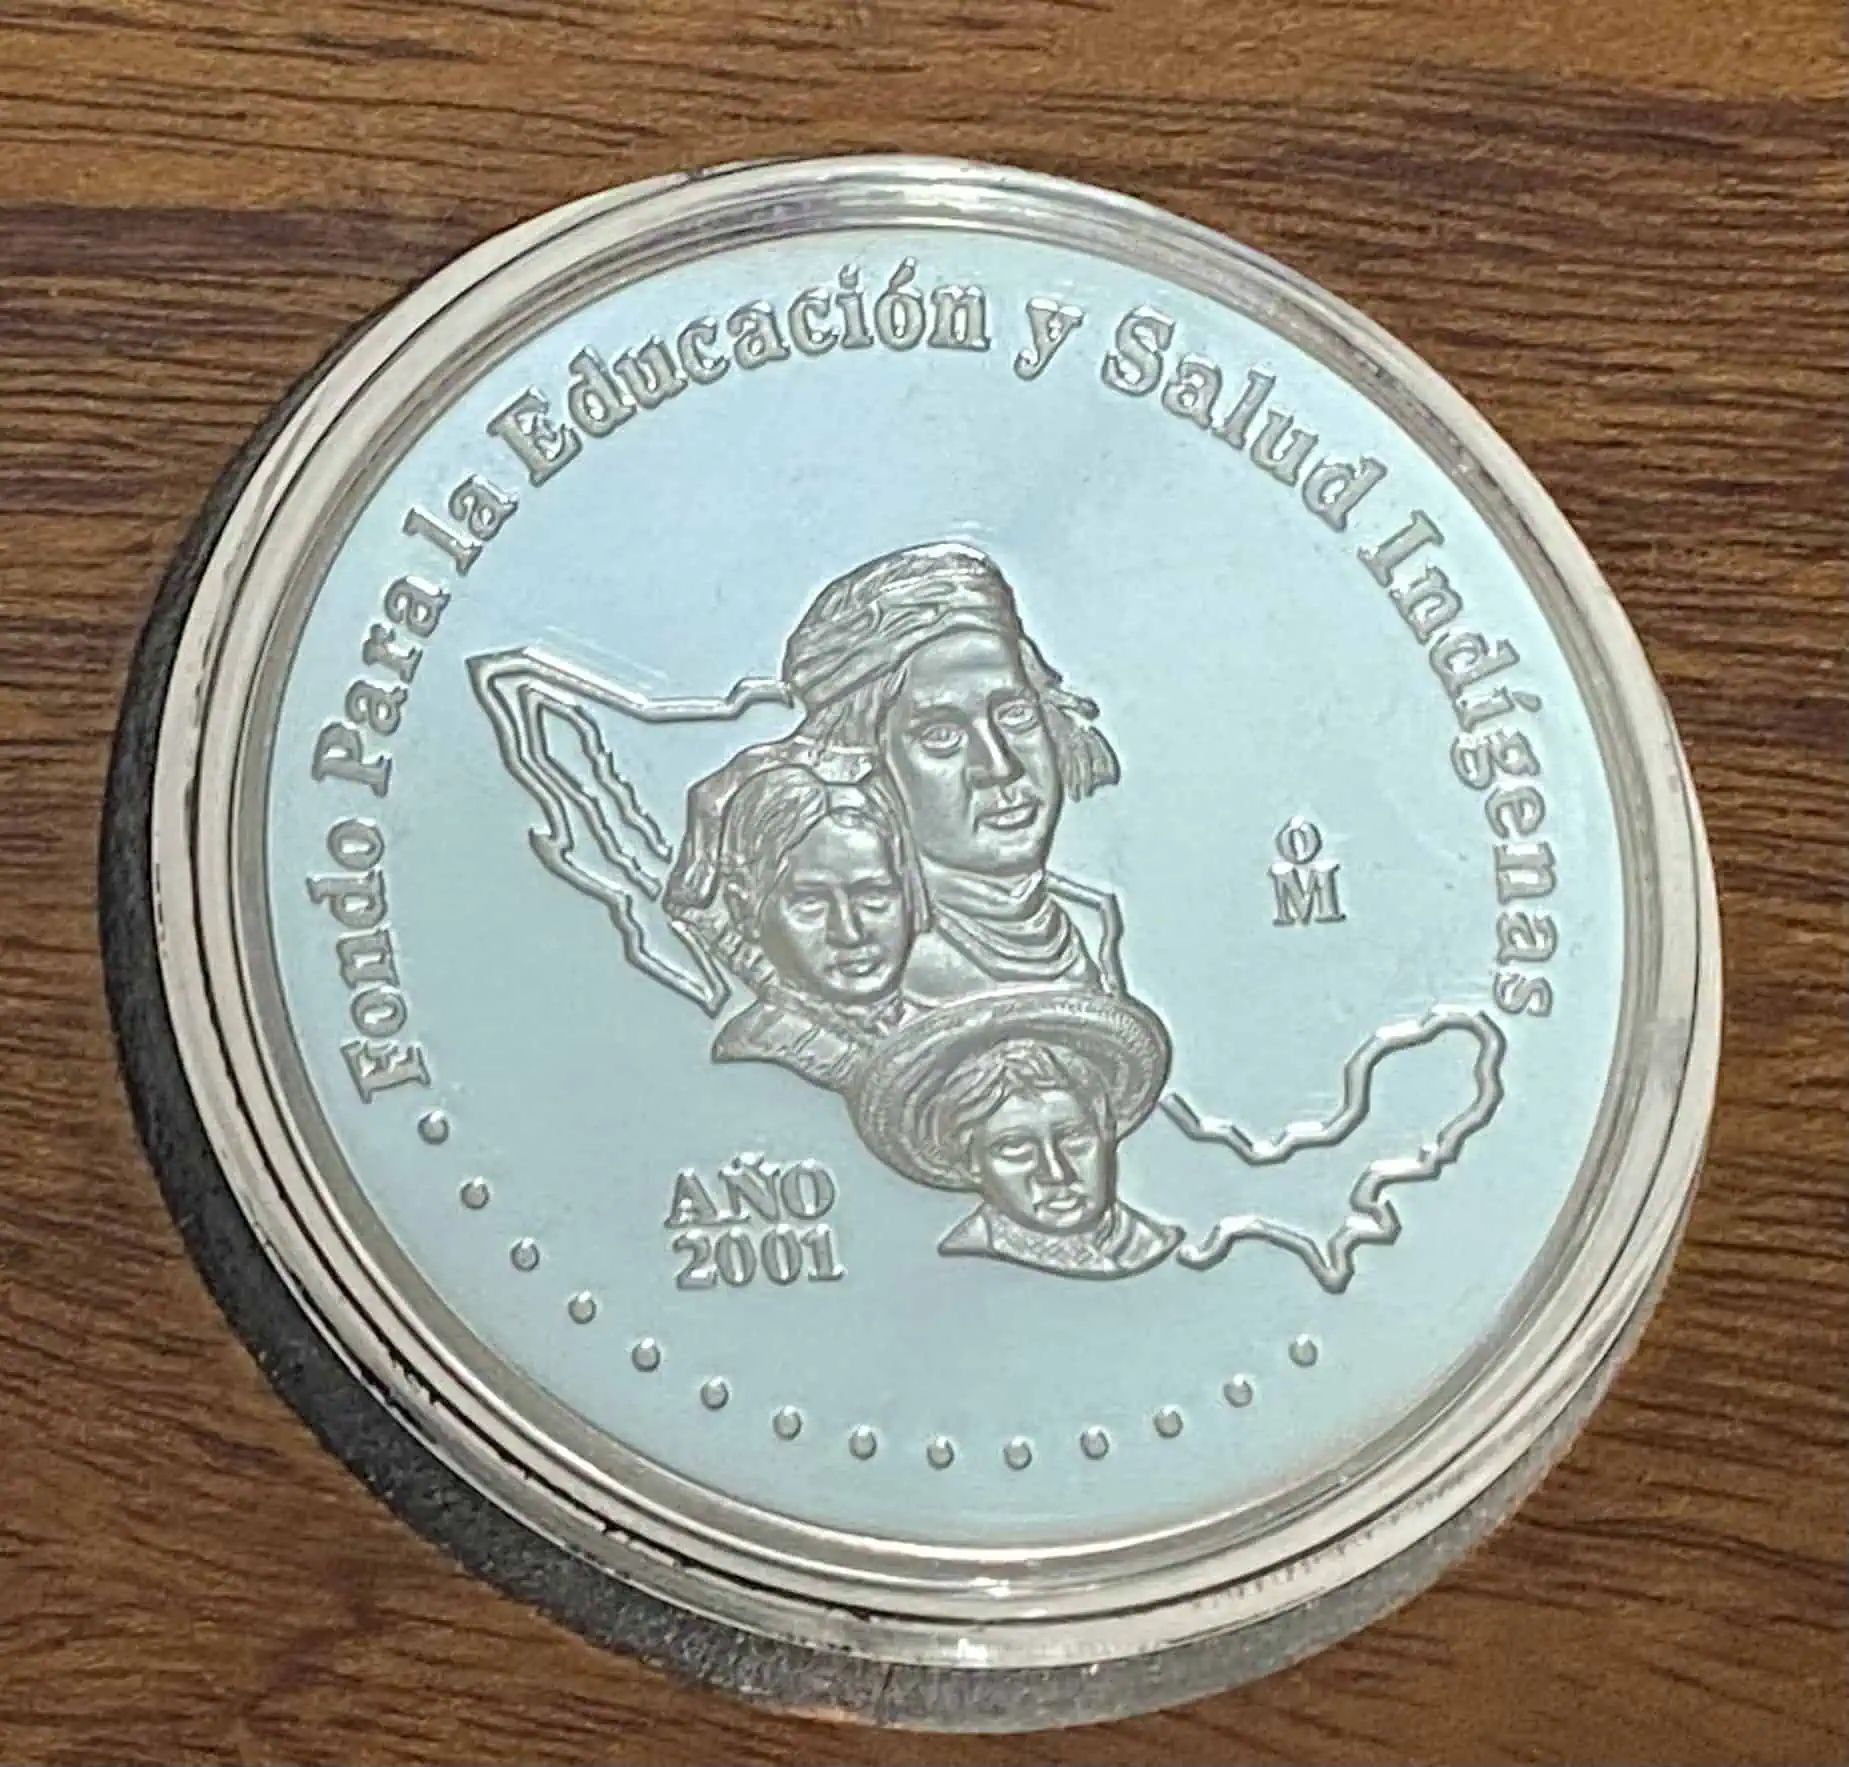 Fondo Para la Educación y Salud Indígenas
o
M
AÑO
2001